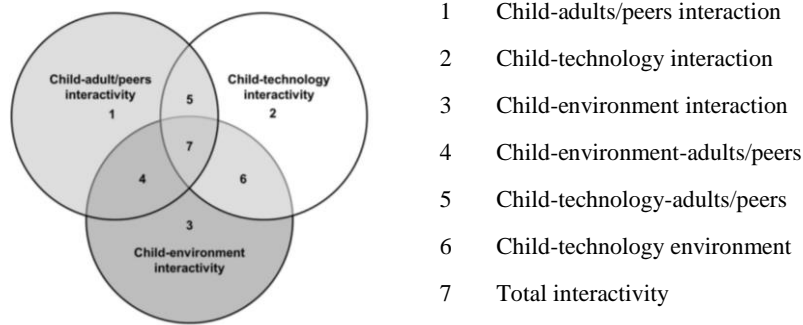 Child-adult/peers
interactivity
1
5
Child-technology
interactivity
2
7
4
6
3
Child-environment
interactivity
1 Child-adults/peers interaction
2 Child-technology interaction
3 Child-environment interaction
4 Child-environment-adults/peers
5 Child-technology-adults/peers
6 Child-technology environment
7 Total interactivity